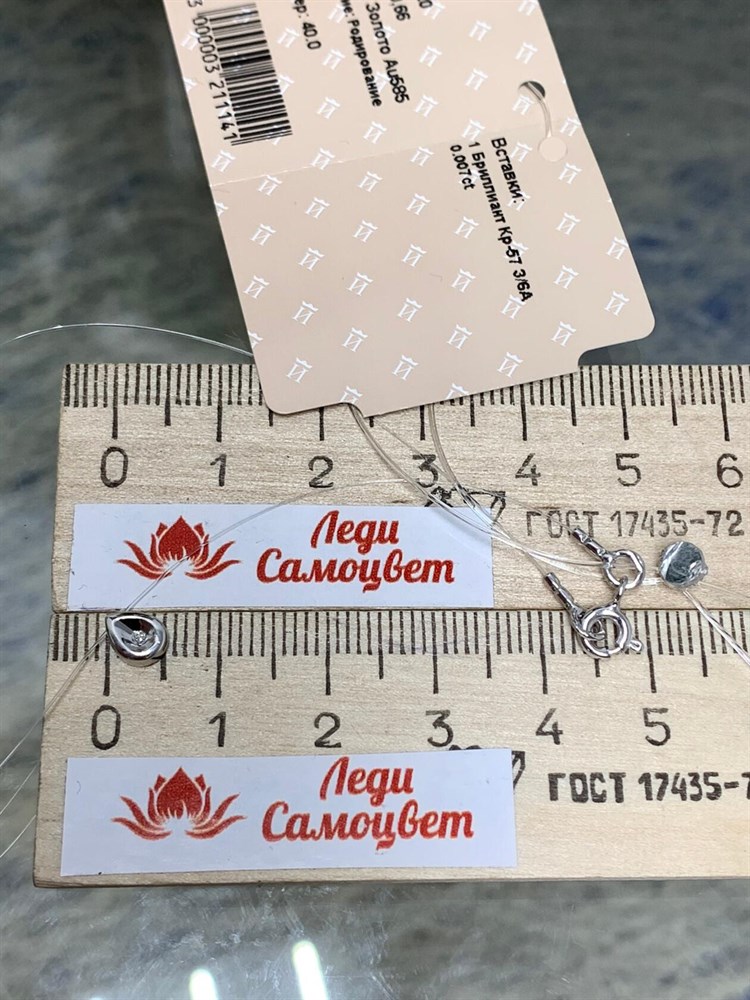 ,66
Золото Au585
Родирование
40.0
3 000003 211141
Вставки:
1 Бриллиант Кр-57 3/6А
0.007ct
0 1 2 3 4 5 6
ГОСТ 17435-72
Леди
Самоцвет
0 1 2 3 4 5
ГОСТ 17435-7
Леди
Самоцвет